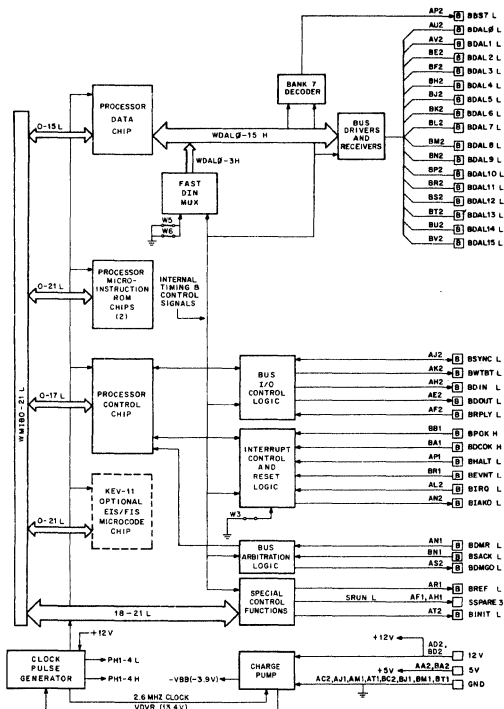 AP2 B BBS7 L
AU2 B BDALØ L
AV2 B BDAL1 L
BE2 B BDAL2 L
BF2 B BDAL3 L
BH2 B BDAL4 L
BJ2 B BDAL5 L
BK2 B BDAL6 L
BL2 B BDAL7 L
BM2 B BDAL8 L
BN2 B BDAL9 L
BP2 B BDAL10 L
BR2 B BDAL11 L
BS2 B BDAL12 L
BT2 B BDAL13 L
BU2 B BDAL14 L
BV2 B BDAL15 L
BANK 7
DECODER
PROCESSOR
DATA
CHIP
0-15L
WDALØ-15 H
BUS
DRIVERS
AND
RECEIVERS
WDALØ-3H
FAST
DIN
MUX
W5
W6
PROCESSOR
MICRO-
INSTRUCTION
ROM
CHIPS
(2)
0-21 L
INTERNAL
TIMING &
CONTROL
SIGNALS
WMIB0-21 L
0-17 L
PROCESSOR
CONTROL
CHIP
BUS
I/O
CONTROL
LOGIC
AJ2 B BSYNC L
AK2 B BWTBT L
AH2 B BDIN L
AE2 B BDOUT L
AF2 B BRPLY L
INTERRUPT
CONTROL
AND
RESET
LOGIC
BB1 B BPOK H
BA1 B BDCOK H
AP1 B BHALT L
BR1 B BEVNT L
AL2 B BIRQ L
AN2 B BIAKO L
W3
KEV-11
OPTIONAL
EIS/FIS
MICROCODE
CHIP
0-21 L
BUS
ARBITRATION
LOGIC
AN1 B BDMR L
BN1 B BSACK L
AS2 B BDMGO L
18-21 L
SPECIAL
CONTROL
FUNCTIONS
AR1 B BREF L
SRUN L AF1, AH1 SSPARE 3
AT2 B BINIT L
+12V
CLOCK
PULSE
GENERATOR
PH1-4 L
PH1-4 H
2.6 MHZ CLOCK
VDVR (13.4V)
-VBB(-3.9V)
CHARGE
PUMP
+12V AD2,
BD2 12V
+5V AA2, BA2 5V
AC2, AJ1, AM1, AT1, BC2, BJ1, BM1, BT1 GND